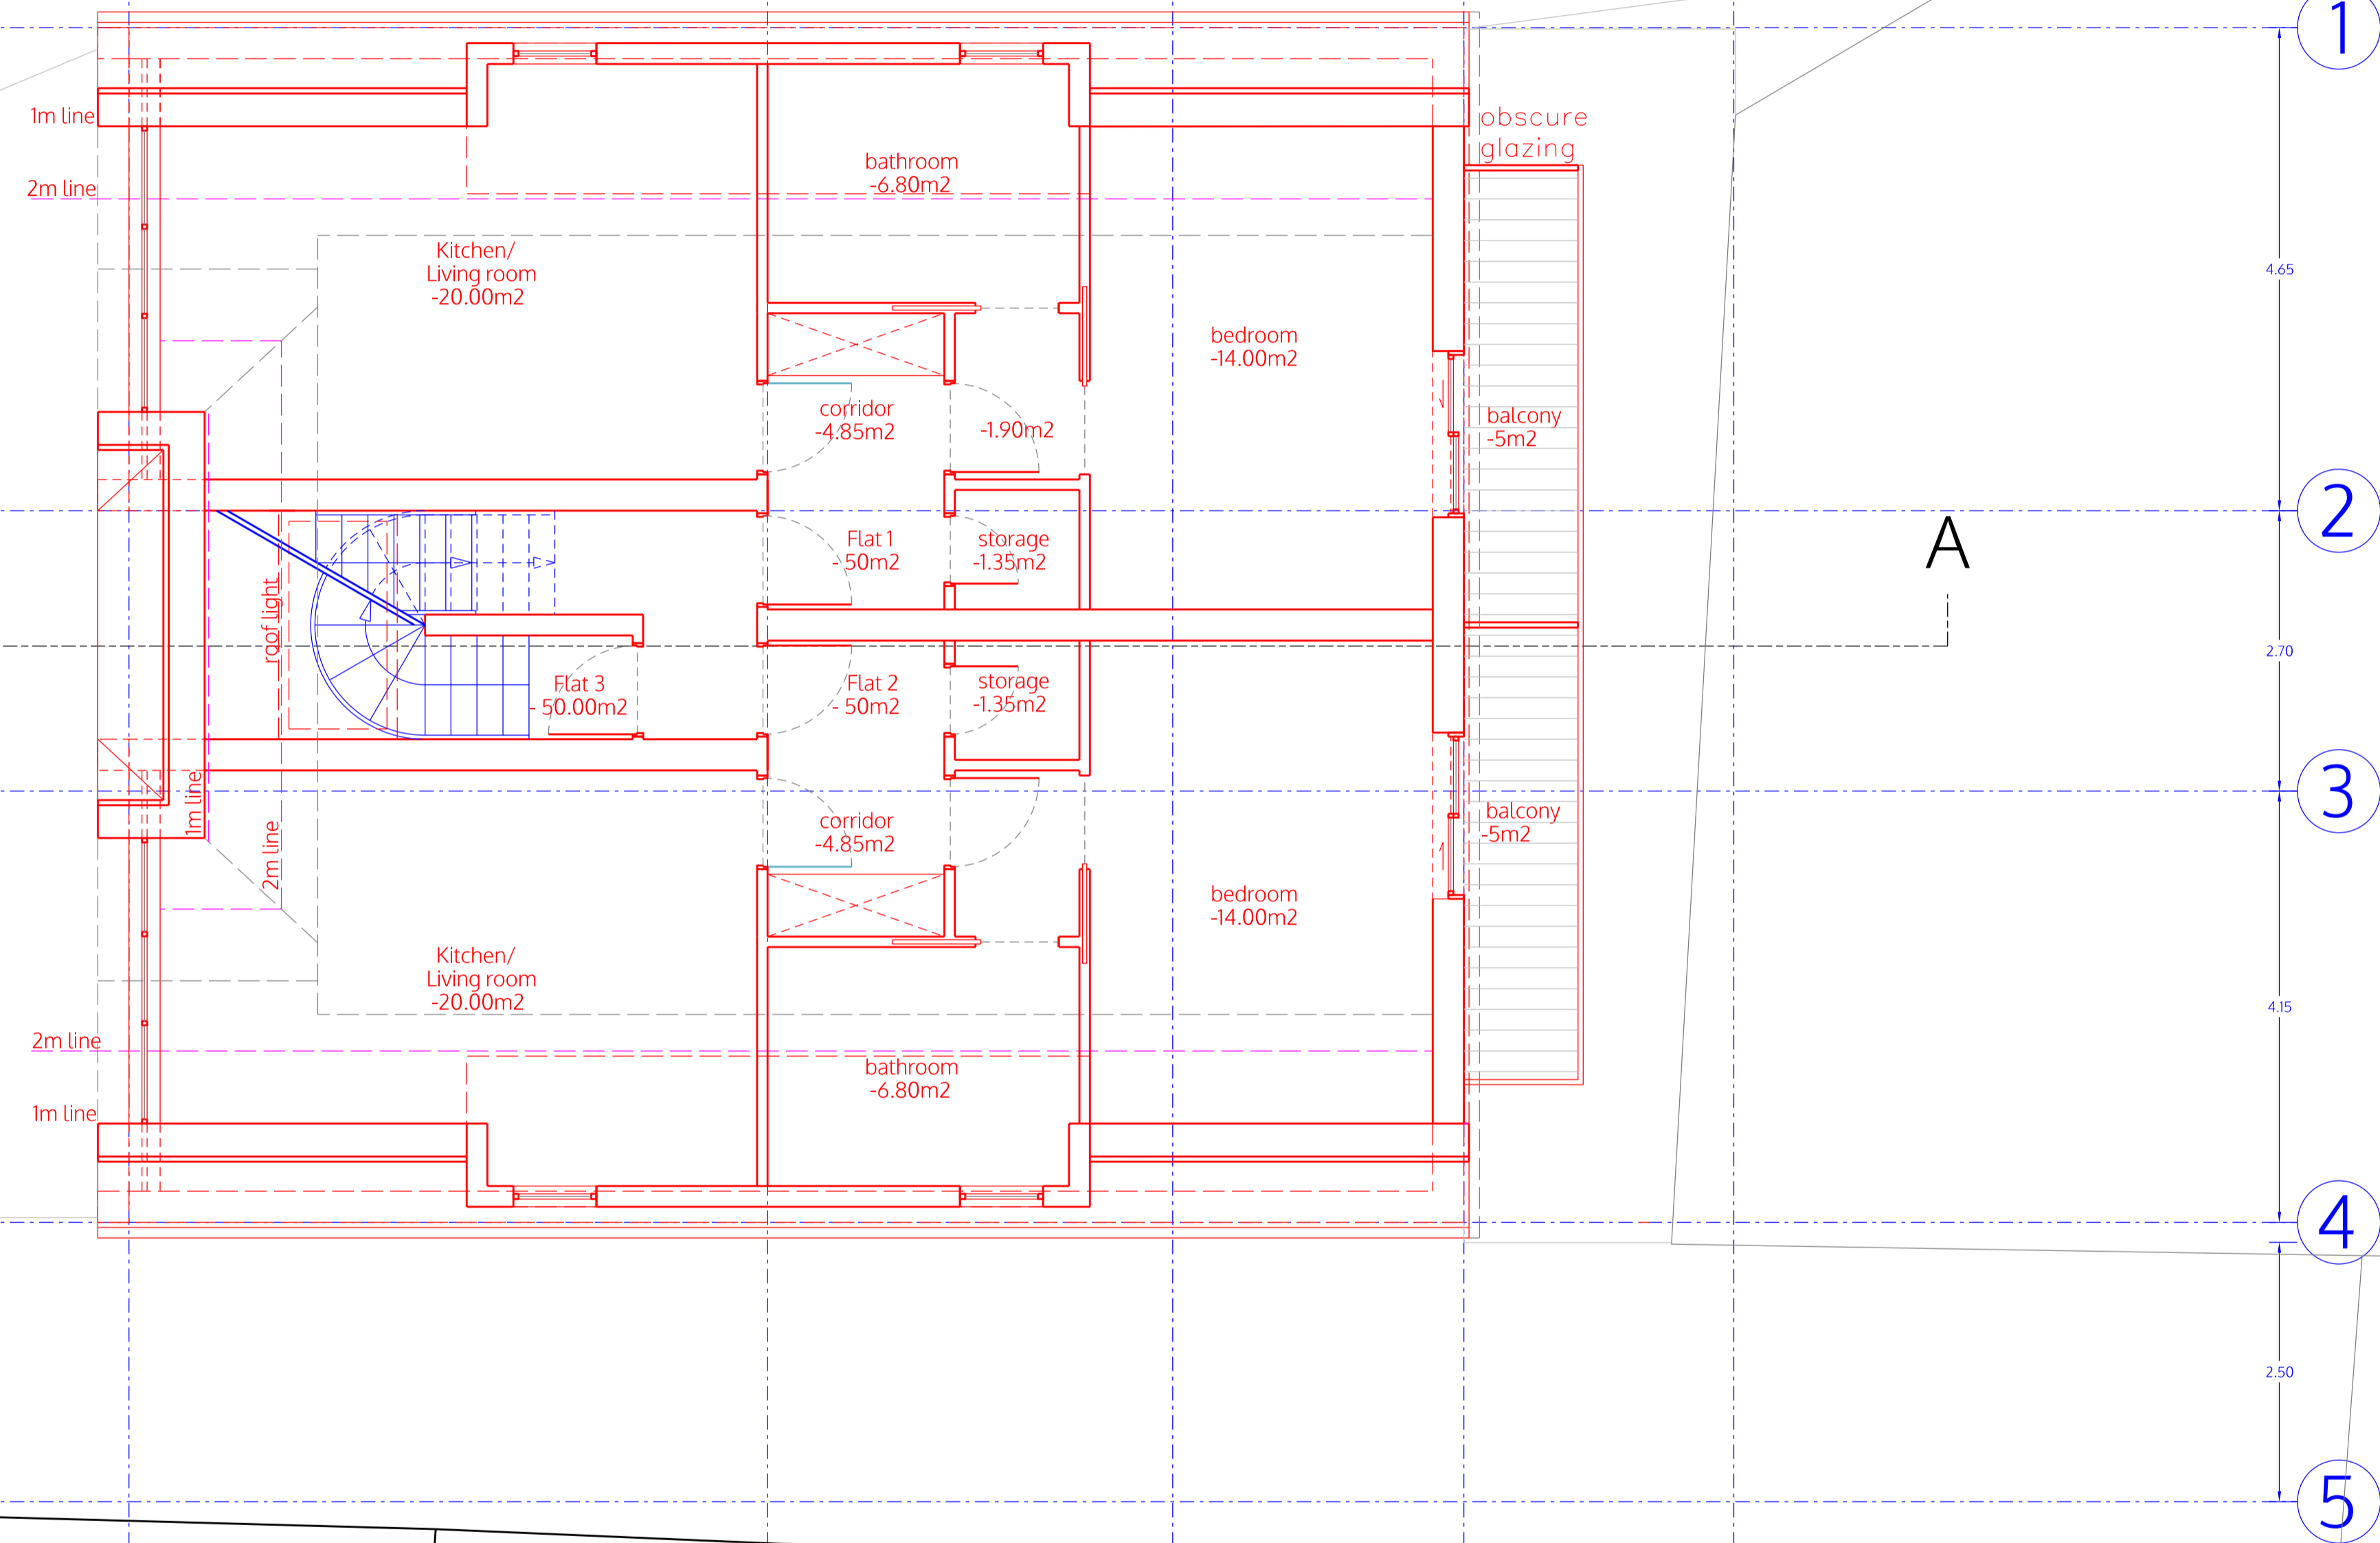 1
1m line
obscure
glazing
2m line
bathroom
-6.80m2
Kitchen/
Living room
-20.00m2
4.65
bedroom
-14.00m2
corridor
-4.85m2
-1.90m2
balcony
-5m2
2
A
Flat 1
- 50m2
storage
-1.35m2
roof light
2.70
Flat 3
- 50.00m2
Flat 2
- 50m2
storage
-1.35m2
3
1m line
2m line
corridor
-4.85m2
balcony
-5m2
bedroom
-14.00m2
Kitchen/
Living room
-20.00m2
4.15
2m line
bathroom
-6.80m2
1m line
4
2.50
5